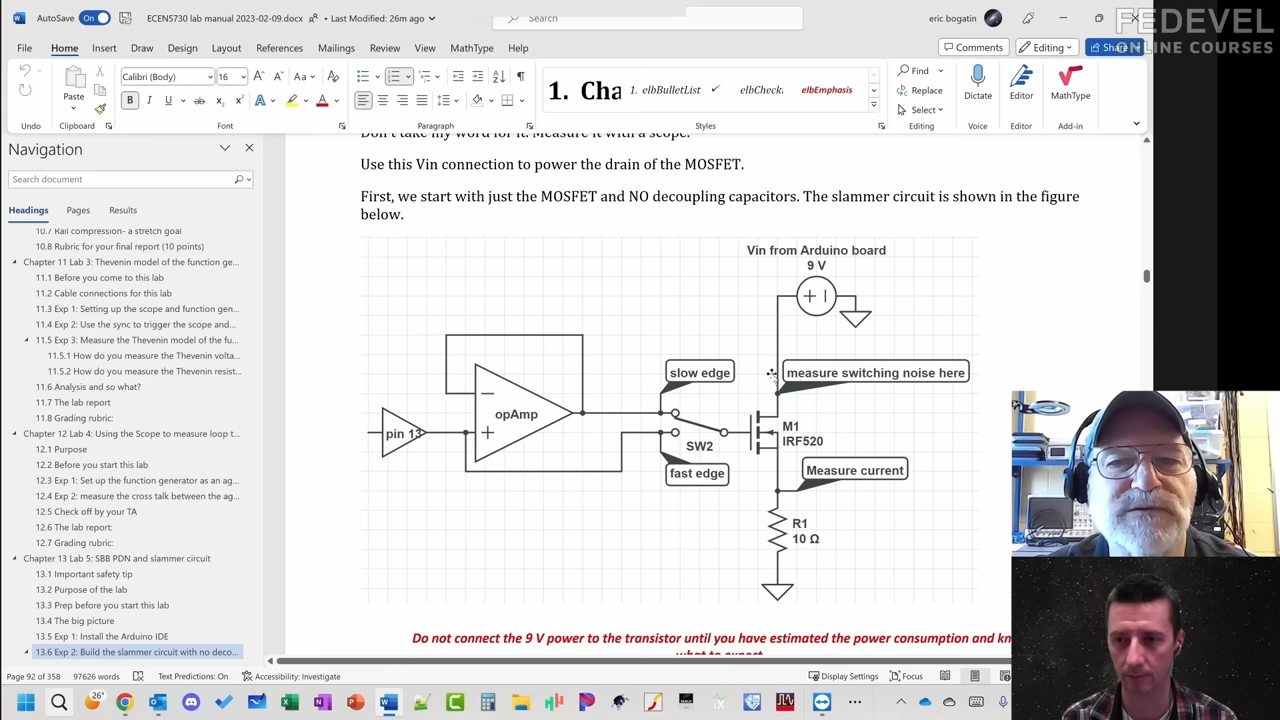 AutoSave On ECEN5730 lab manual 2023-02-09.docx • Last Modified: 26m ago Search eric bogatin
FEDEVEL
ONLINE COURSES
File Home Insert Draw Design Layout References Mailings Review View MathType Help Comments Editing Share
Paste Calibri (Body) 16 Find Replace Select Dictate Editor MathType
1. Cha 1. elbBulletList elbCheck elbEmphasis
Undo Clipboard Font Paragraph Styles Editing Voice Editor Add-in
Navigation
Search document
Headings Pages Results
10.7 Rail compression- a stretch goal
10.8 Rubric for your final report (10 points)
Chapter 11 Lab 3: Thevenin model of the function ge...
11.1 Before you come to this lab
11.2 Cable connections for this lab
11.3 Exp 1: Setting up the scope and function gen...
11.4 Exp 2: Use the sync to trigger the scope and...
11.5 Exp 3: Measure the Thevenin model of the fu...
11.5.1 How do you measure the Thevenin volta...
11.5.2 How do you measure the Thevenin resist...
11.6 Analysis and so what?
11.7 The lab report
11.8 Grading rubric:
Chapter 12 Lab 4: Using the Scope to measure loop t...
12.1 Purpose
12.2 Before you start this lab
12.3 Exp 1: Set up the function generator as an ag...
12.4 Exp 2: measure the cross talk between the ag...
12.5 Check off by your TA
12.6 The lab report:
12.7 Grading rubric:
Chapter 13 Lab 5: SBB PDN and slammer circuit
13.1 Important safety tip
13.2 Purpose of the lab
13.3 Prep before you start this lab
13.4 The big picture
13.5 Exp 1: Install the Arduino IDE
13.6 Exp 2: Build the slammer circuit with no deco...
Don't take my word for it. Measure it with a scope.
Use this Vin connection to power the drain of the MOSFET.
First, we start with just the MOSFET and NO decoupling capacitors. The slammer circuit is shown in the figure
below.
Vin from Arduino board
9 V
slow edge
measure switching noise here
opAmp
pin 13
SW2
M1
IRF520
fast edge
Measure current
R1
10 Ω
Do not connect the 9 V power to the transistor until you have estimated the power consumption and
what to expect
Page 92 of 358 97626 words Text Predictions: On Accessibility: Investigate Display Settings Focus
26°